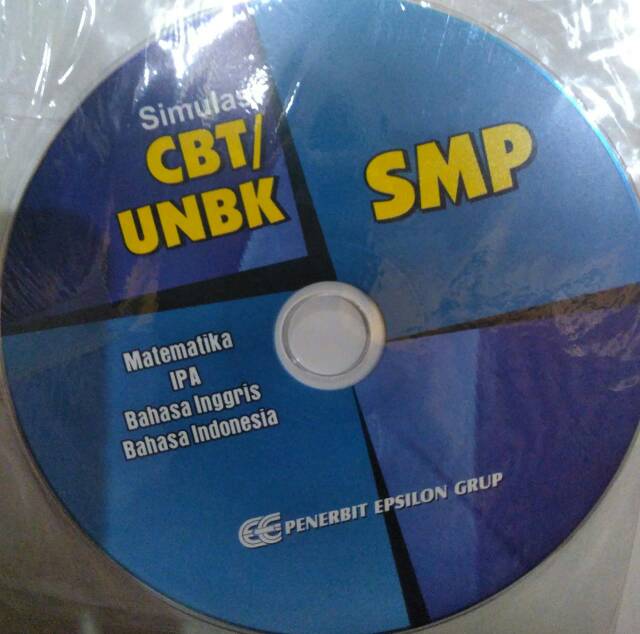 Simulasi
CBT/
UNBK
SMP
Matematika
IPA
Bahasa Inggris
Bahasa Indonesia
PENERBIT EPSILON GRUP